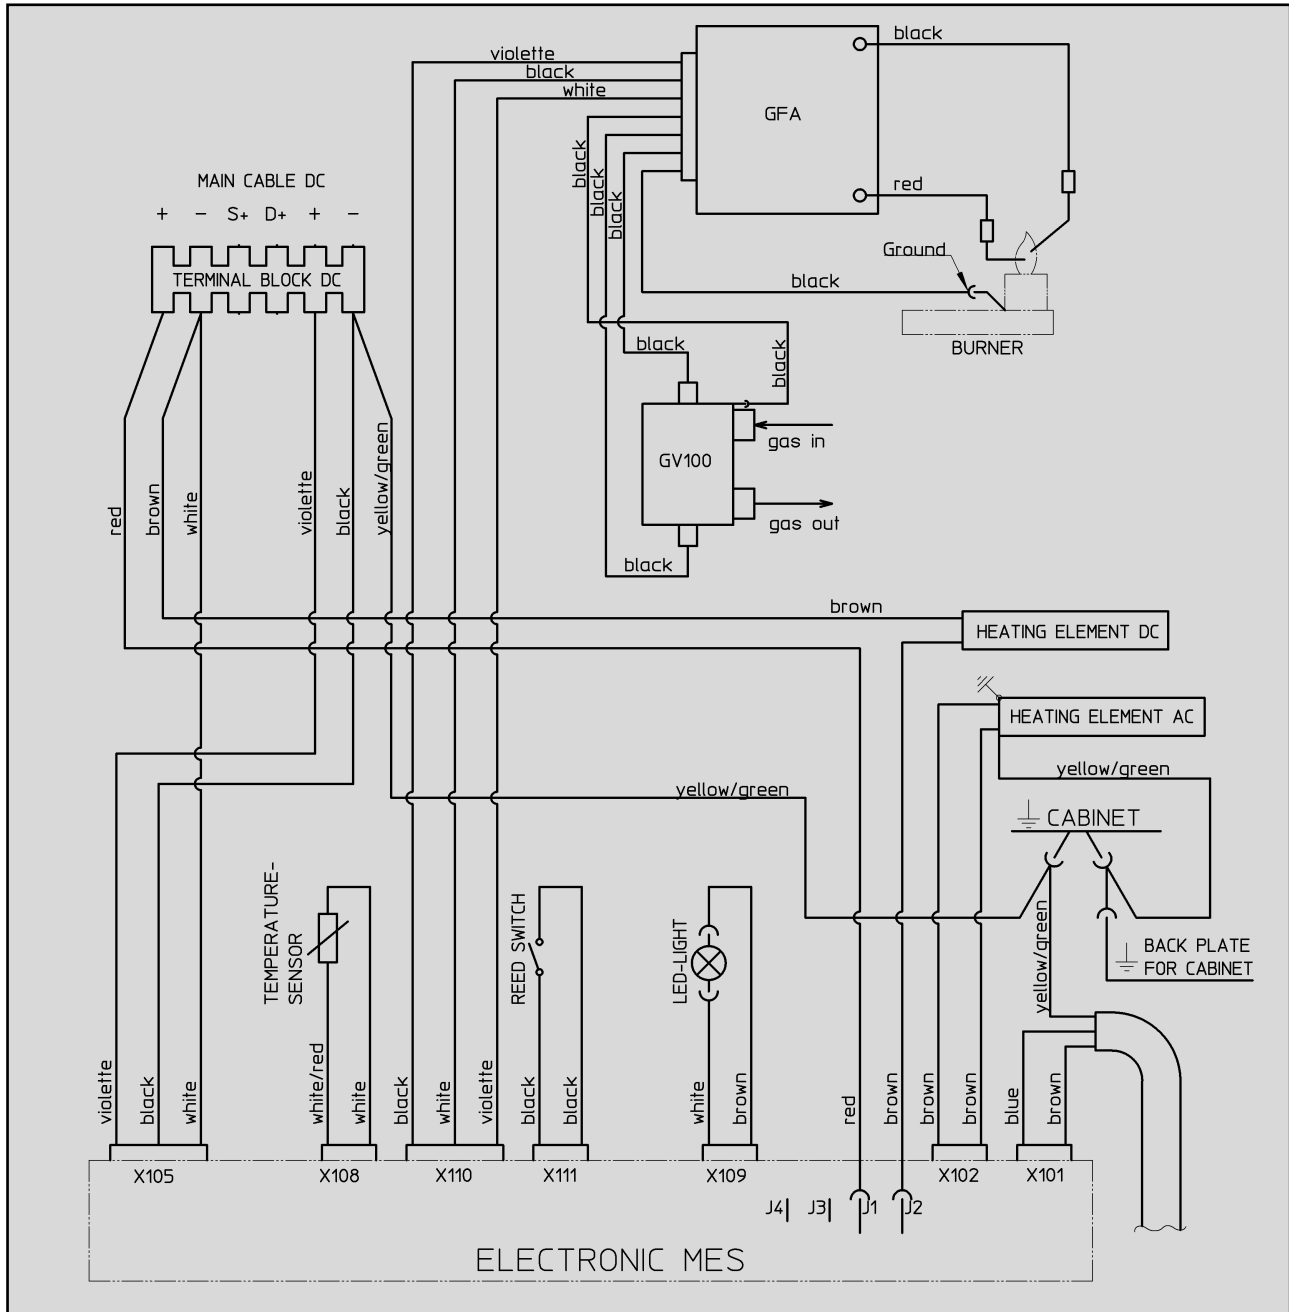 violette
black
white
GFA
black
red
black
black
black
MAIN CABLE DC
+ − S+ D+ + −
TERMINAL BLOCK DC
Ground
black
BURNER
black
black
GV100
gas in
gas out
black
red
brown
white
violette
black
yellow/green
brown
HEATING ELEMENT DC
HEATING ELEMENT AC
yellow/green
yellow/green
CABINET
BACK PLATE
FOR CABINET
yellow/green
TEMPERATURE-
SENSOR
REED SWITCH
LED-LIGHT
violette
black
white
white/red
white
black
white
violette
black
black
white
brown
red
brown
brown
brown
blue
brown
X105
X108
X110
X111
X109
X102
X101
J4
J3
J1
J2
ELECTRONIC MES